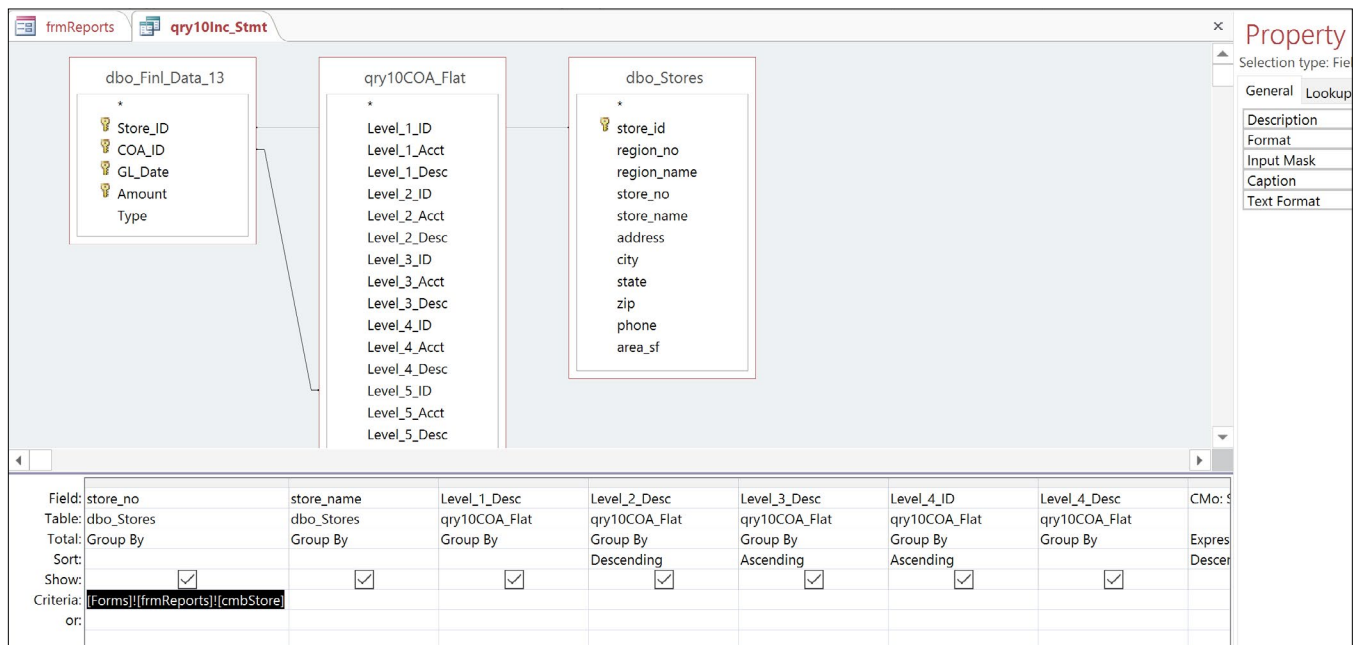 frmReports
qry10Inc_Stmt
×
Property
Selection type: Fiel
General Lookup
Description
Format
Input Mask
Caption
Text Format
dbo_Finl_Data_13
*
Store_ID
COA_ID
GL_Date
Amount
Type
qry10COA_Flat
*
Level_1_ID
Level_1_Acct
Level_1_Desc
Level_2_ID
Level_2_Acct
Level_2_Desc
Level_3_ID
Level_3_Acct
Level_3_Desc
Level_4_ID
Level_4_Acct
Level_4_Desc
Level_5_ID
Level_5_Acct
Level_5_Desc
dbo_Stores
*
store_id
region_no
region_name
store_no
store_name
address
city
state
zip
phone
area_sf
Field: store_no store_name Level_1_Desc Level_2_Desc Level_3_Desc Level_4_ID Level_4_Desc CMo: S
Table: dbo_Stores dbo_Stores qry10COA_Flat qry10COA_Flat qry10COA_Flat qry10COA_Flat qry10COA_Flat
Total: Group By Group By Group By Group By Group By Group By Group By Expres
Sort: Descending Ascending Ascending Descer
Show:
Criteria: [Forms]![frmReports]![cmbStore]
or: